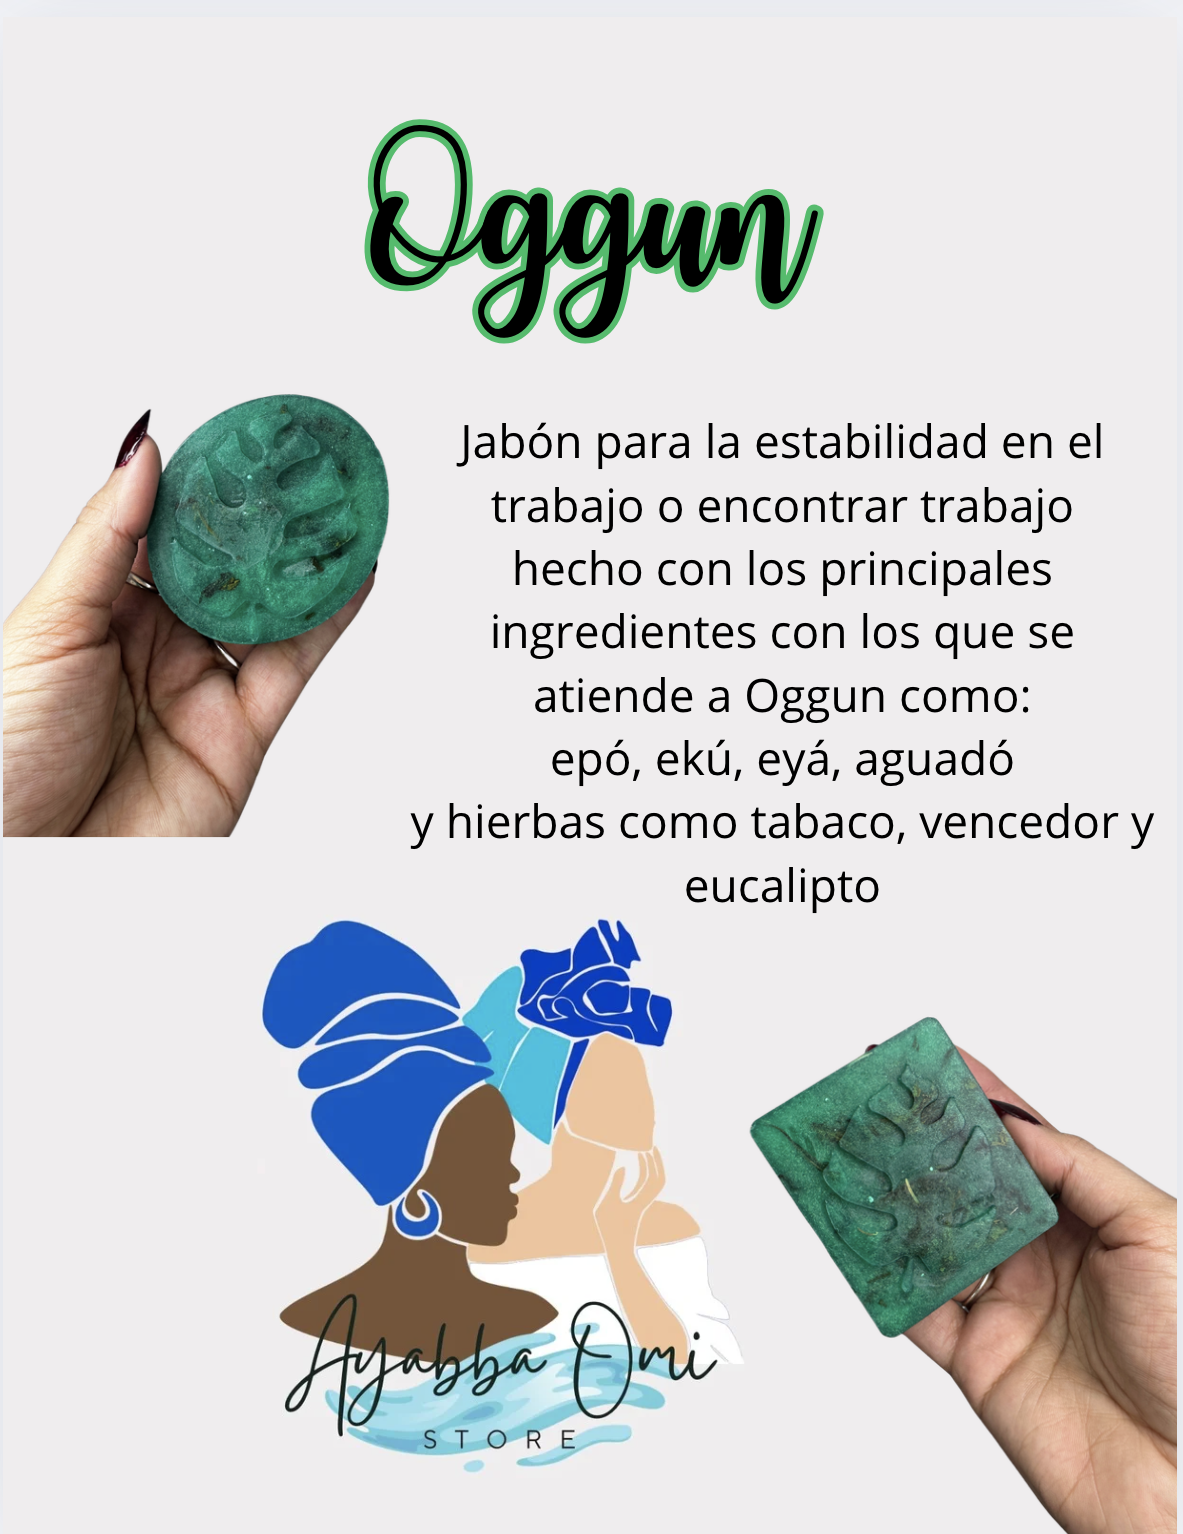 Oggun
Jabón para la estabilidad en el
trabajo o encontrar trabajo
hecho con los principales
ingredientes con los que se
atiende a Oggun como:
epó, ekú, eyá, aguadó
y hierbas como tabaco, vencedor y
eucalipto
Ayabba Omi
STORE